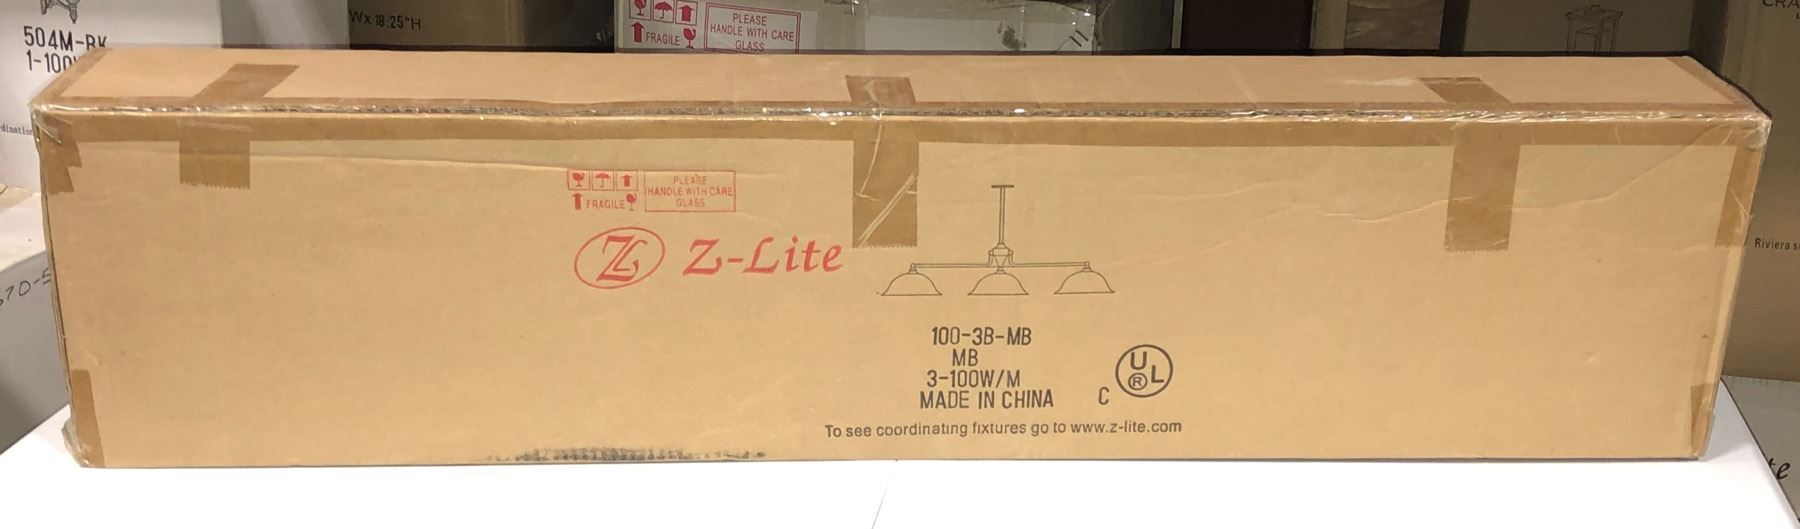 504M-BK
Wx 18.25"H
FRAGILE
PLEASE
HANDLE WITH CARE
GLASS
PLEASE
HANDLE WITH CARE
GLASS
FRAGILE
Z-Lite
100-3B-MB
MB
3-100W/M
MADE IN CHINA
C UL®
To see coordinating fixtures go to www.z-lite.com
Riviera